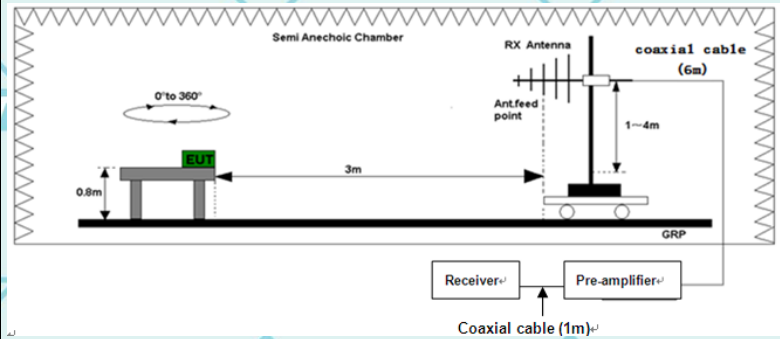 Semi Anechoic Chamber
RX Antenna
coaxial cable
(6m)
0°to 360°
Ant.feed
point
1～4m
EUT
3m
0.8m
GRP
Receiver
Pre-amplifier
Coaxial cable (1m)